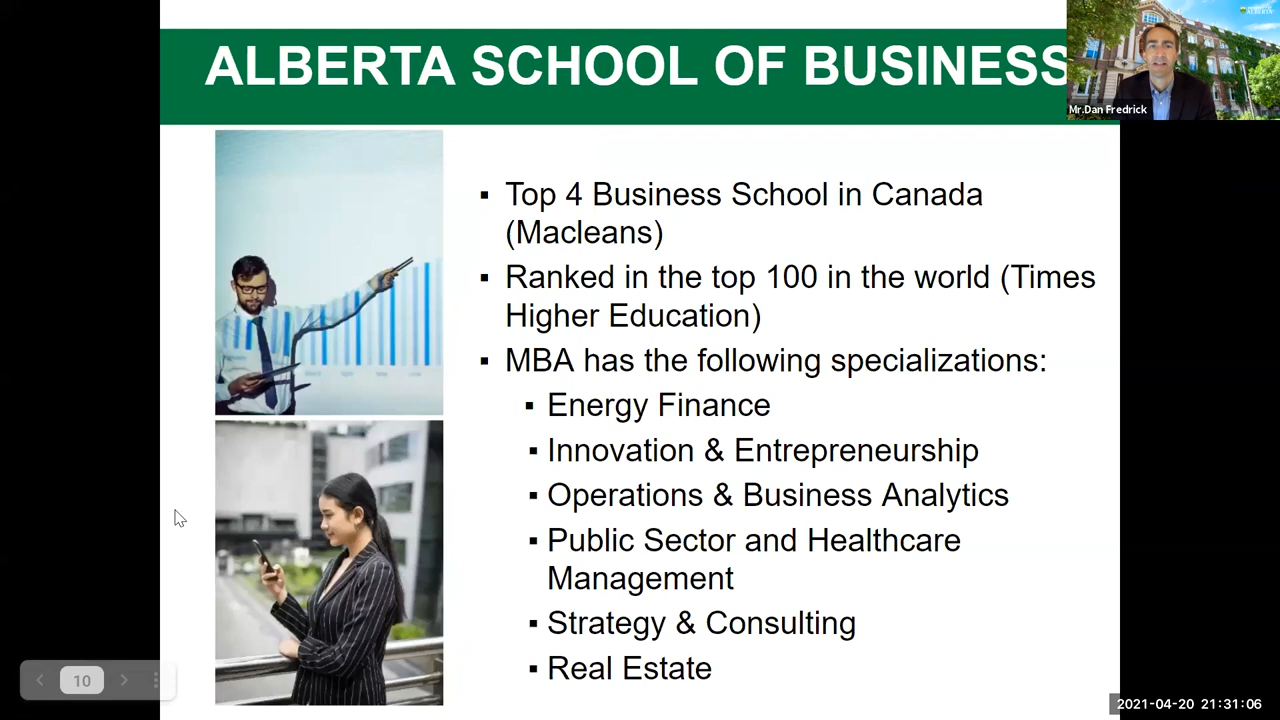 ALBERTA SCHOOL OF BUSINESS
ALBERTA
Mr.Dan Fredrick
▪ Top 4 Business School in Canada
(Macleans)
▪ Ranked in the top 100 in the world (Times
Higher Education)
▪ MBA has the following specializations:
▪ Energy Finance
▪ Innovation & Entrepreneurship
▪ Operations & Business Analytics
▪ Public Sector and Healthcare
Management
▪ Strategy & Consulting
▪ Real Estate
10
2021-04-20 21:31:06